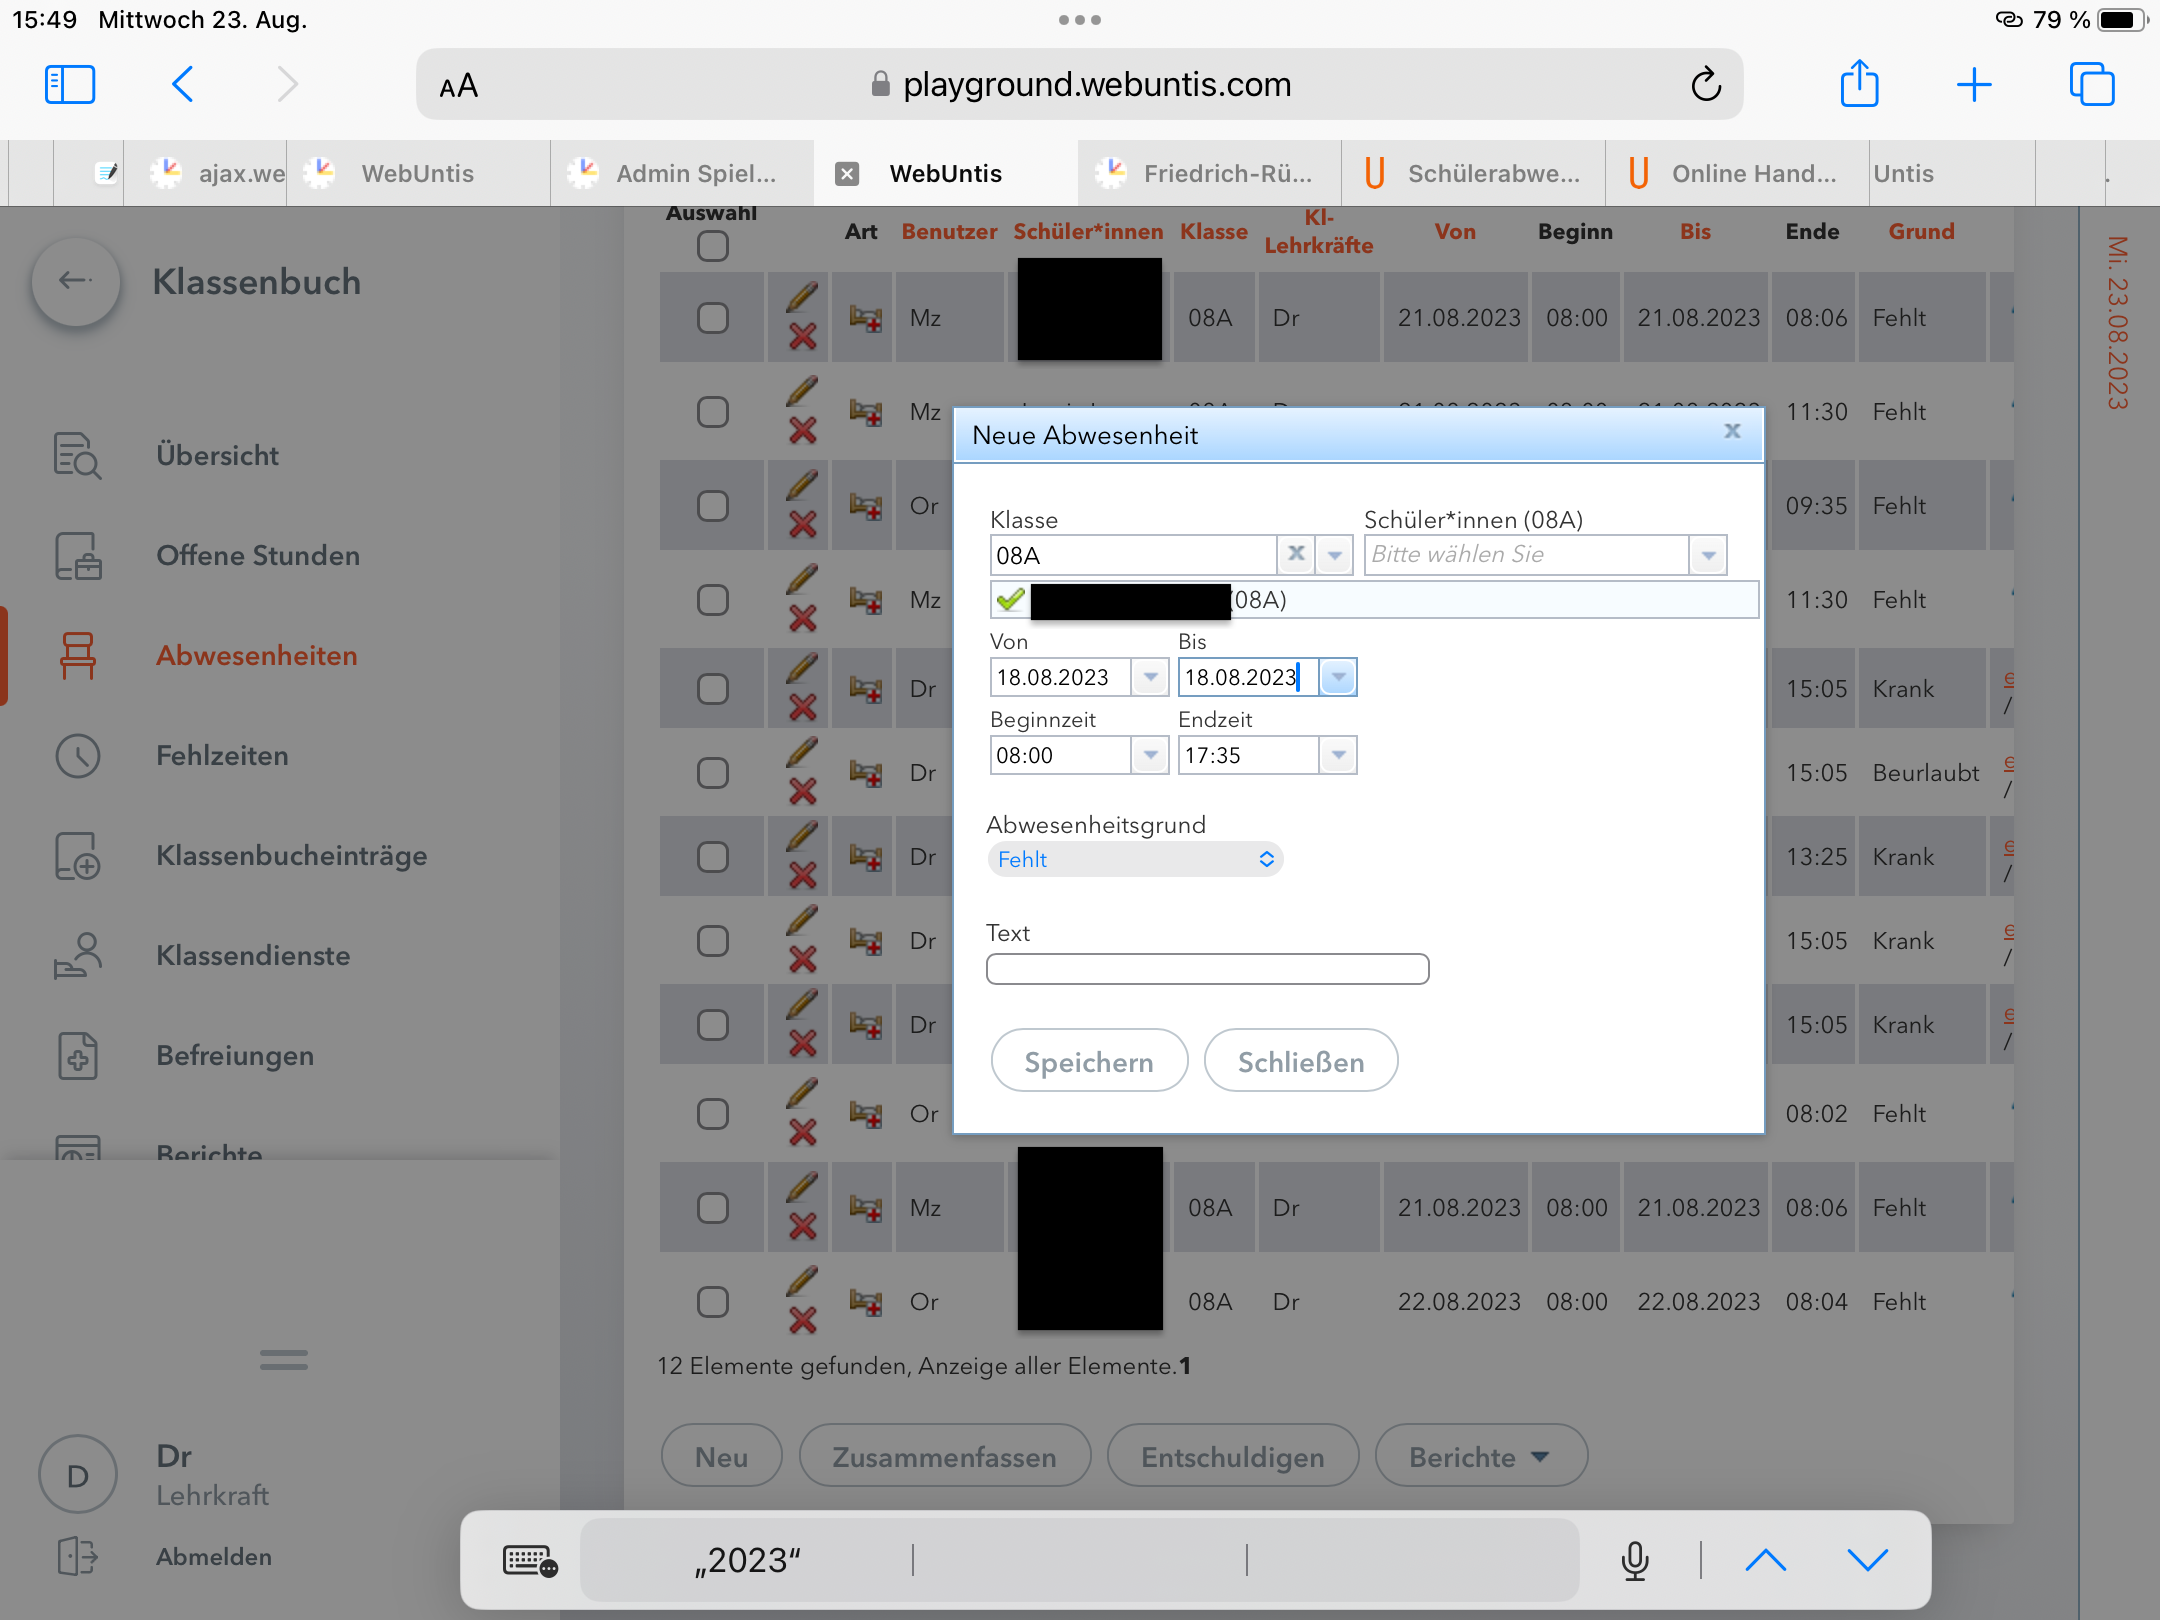 15:49 Mittwoch 23. Aug.
79 %
AA
playground.webuntis.com
ajax.we
WebUntis
Admin Spiel...
WebUntis
Friedrich-Rü...
Schülerabwe...
Online Hand...
Untis
Klassenbuch
Übersicht
Offene Stunden
Abwesenheiten
Fehlzeiten
Klassenbucheinträge
Klassendienste
Befreiungen
Berichte
D
Dr
Lehrkraft
Abmelden
Auswahl Art Benutzer Schüler*innen Klasse Kl-Lehrkräfte Von Beginn Bis Ende Grund
Mz 08A Dr 21.08.2023 08:00 21.08.2023 08:06 Fehlt
Mz 11:30 Fehlt
Or 09:35 Fehlt
Mz 11:30 Fehlt
Dr 15:05 Krank e /
Dr 15:05 Beurlaubt e /
Dr 13:25 Krank e /
Dr 15:05 Krank e /
Dr 15:05 Krank e /
Or 08:02 Fehlt
Mz 08A Dr 21.08.2023 08:00 21.08.2023 08:06 Fehlt
Or 08A Dr 22.08.2023 08:00 22.08.2023 08:04 Fehlt
12 Elemente gefunden, Anzeige aller Elemente.1
Neu
Zusammenfassen
Entschuldigen
Berichte
Neue Abwesenheit
x
Klasse
08A
Schüler*innen (08A)
Bitte wählen Sie
(08A)
Von
18.08.2023
Bis
18.08.2023
Beginnzeit
08:00
Endzeit
17:35
Abwesenheitsgrund
Fehlt
Text
Speichern
Schließen
Mi. 23.08.2023
„2023“